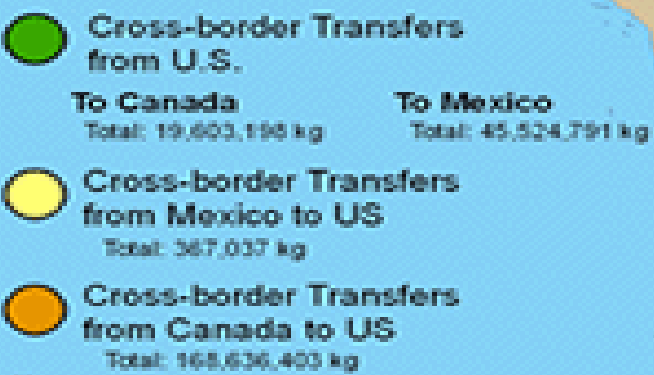 Cross-border Transfers
from U.S.
To Canada To Mexico
Total: 19,603,198 kg Total: 45,524,791 kg
Cross-border Transfers
from Mexico to US
Total: 367,037 kg
Cross-border Transfers
from Canada to US
Total: 168,636,403 kg